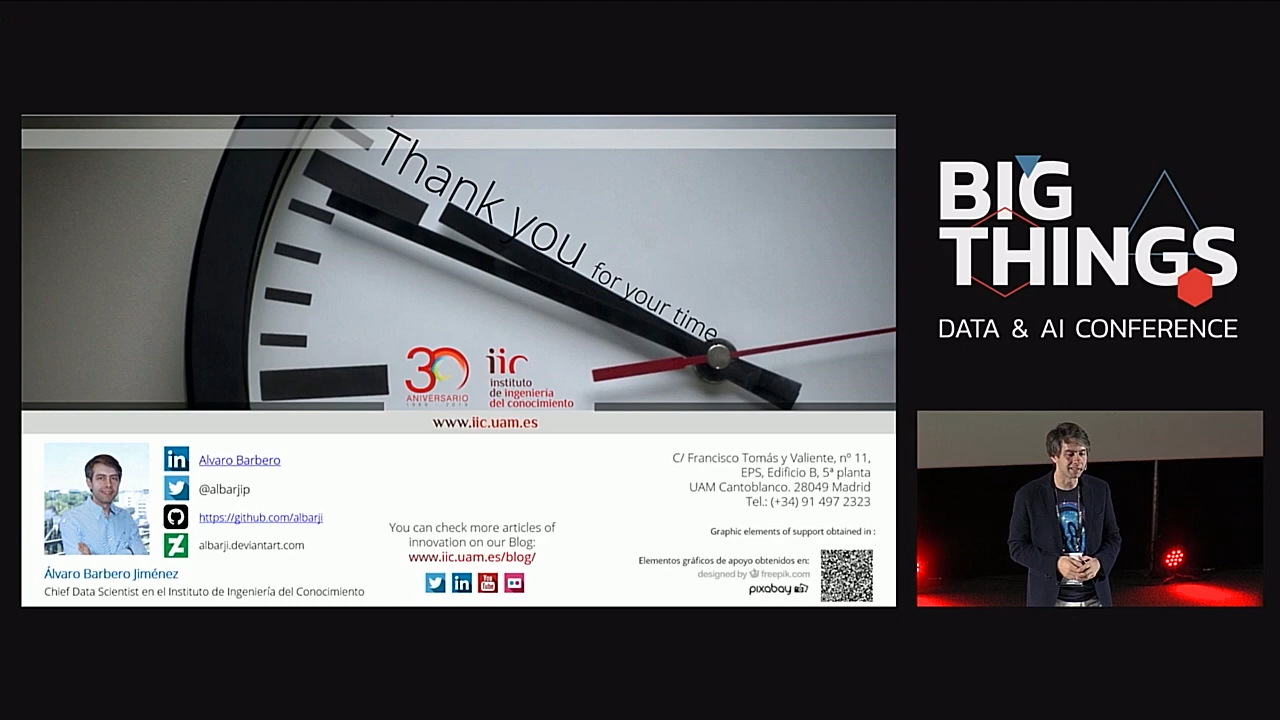 Thank you for your time
30
ANIVERSARIO
iic
instituto
de ingeniería
del conocimiento
www.iic.uam.es
in Alvaro Barbero
@albarjip
https://github.com/albarji
albarji.deviantart.com
Álvaro Barbero Jiménez
Chief Data Scientist en el Instituto de Ingeniería del Conocimiento
You can check more articles of
innovation on our Blog:
www.iic.uam.es/blog/
in You Tube
C/ Francisco Tomás y Valiente, nº 11,
EPS, Edificio B, 5ª planta
UAM Cantoblanco. 28049 Madrid
Tel.: (+34) 91 497 2323
Graphic elements of support obtained in :
Elementos gráficos de apoyo obtenidos en:
designed by freepik.com
pixabay
BIG
THINGS
DATA & AI CONFERENCE